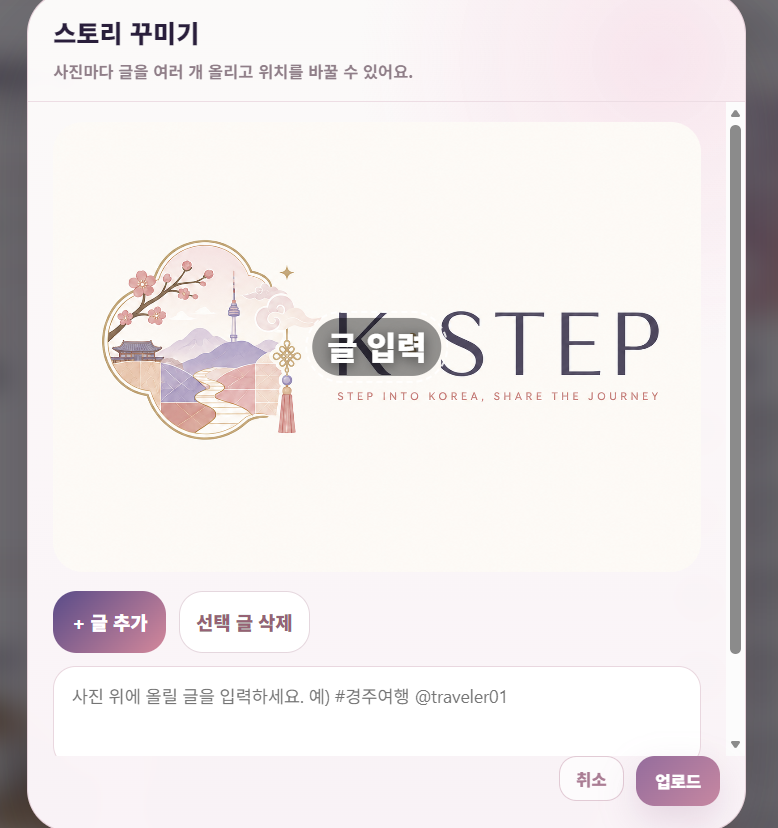 스토리 꾸미기
사진마다 글을 여러 개 올리고 위치를 바꿀 수 있어요.
K STEP
글 입력
STEP INTO KOREA, SHARE THE JOURNEY
+ 글 추가
선택 글 삭제
사진 위에 올릴 글을 입력하세요. 예) #경주여행 @traveler01
취소
업로드